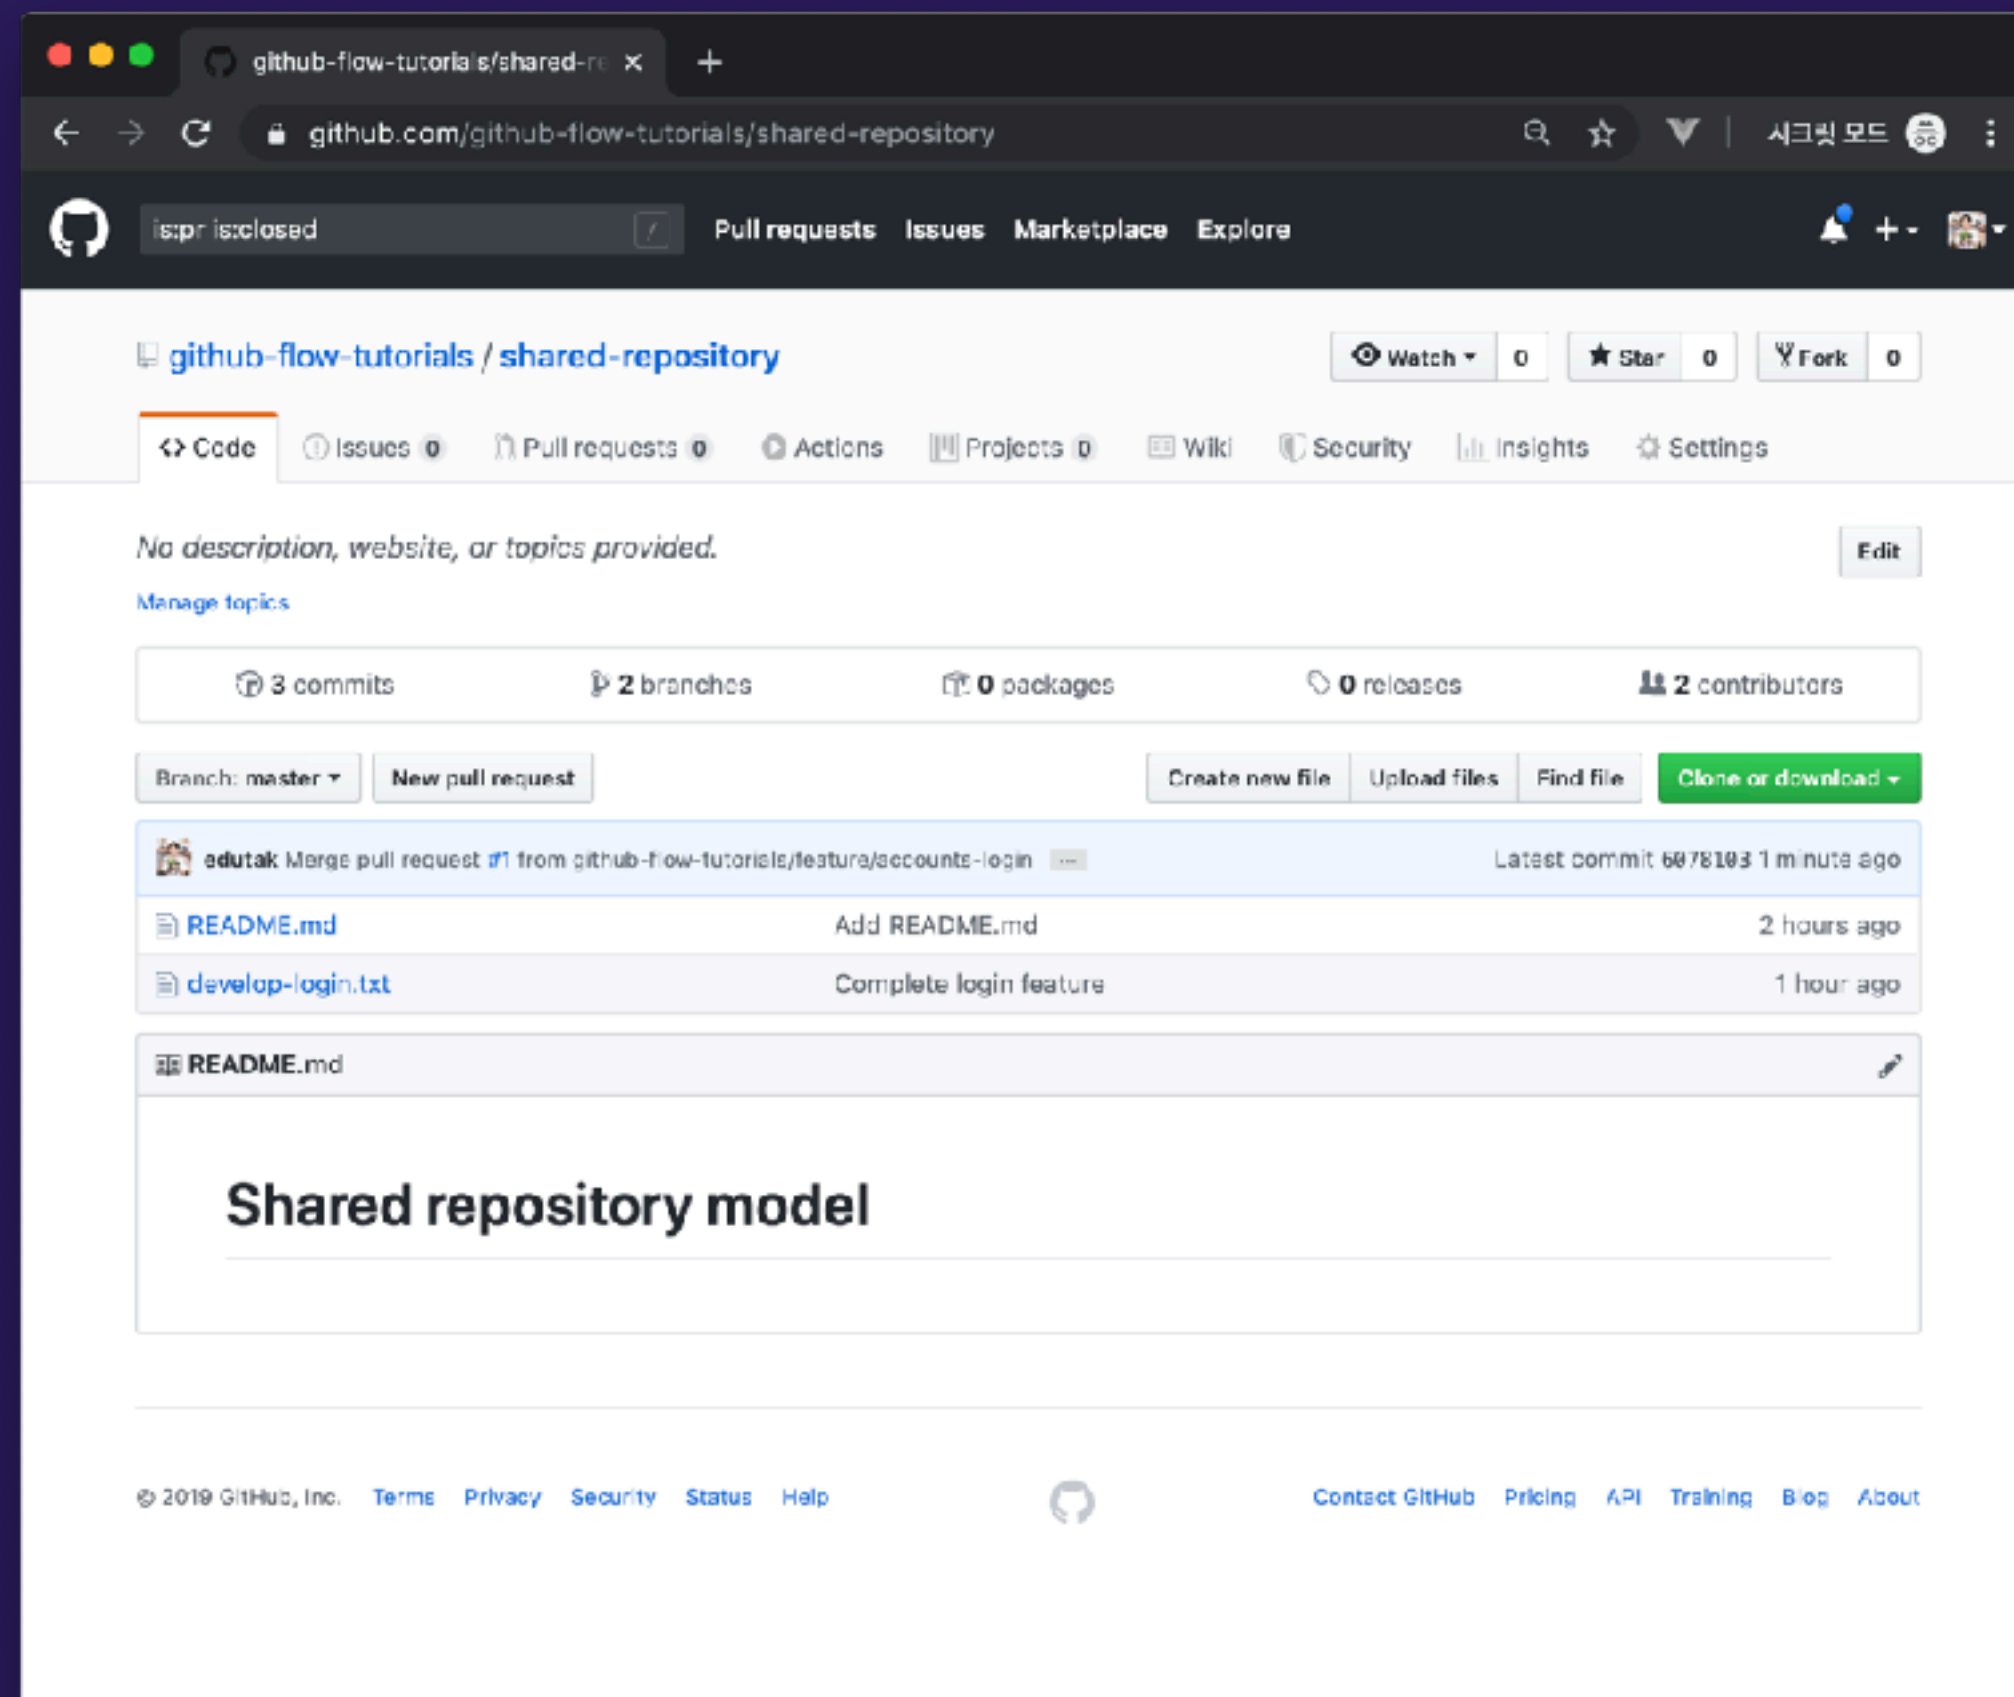 github-flow-tutorials/shared-re
github.com/github-flow-tutorials/shared-repository 시크릿 모드
is:pr is:closed / Pull requests Issues Marketplace Explore
github-flow-tutorials / shared-repository Watch 0 Star 0 Fork 0
Code Issues 0 Pull requests 0 Actions Projects 0 Wiki Security Insights Settings
No description, website, or topics provided. Edit
Manage topics
3 commits 2 branches 0 packages 0 releases 2 contributors
Branch: master New pull request Create new file Upload files Find file Clone or download
edutak Merge pull request #1 from github-flow-tutorials/feature/accounts-login ... Latest commit 6078103 1 minute ago
README.md Add README.md 2 hours ago
develop-login.txt Complete login feature 1 hour ago
README.md
Shared repository model
© 2019 GitHub, Inc. Terms Privacy Security Status Help Contact GitHub Pricing API Training Blog About